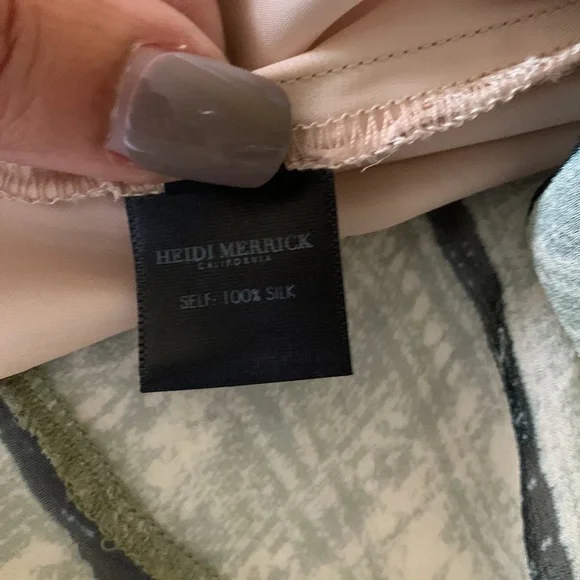 HEIDI MERRICK
CALIFORNIA
SELF: 100% SILK